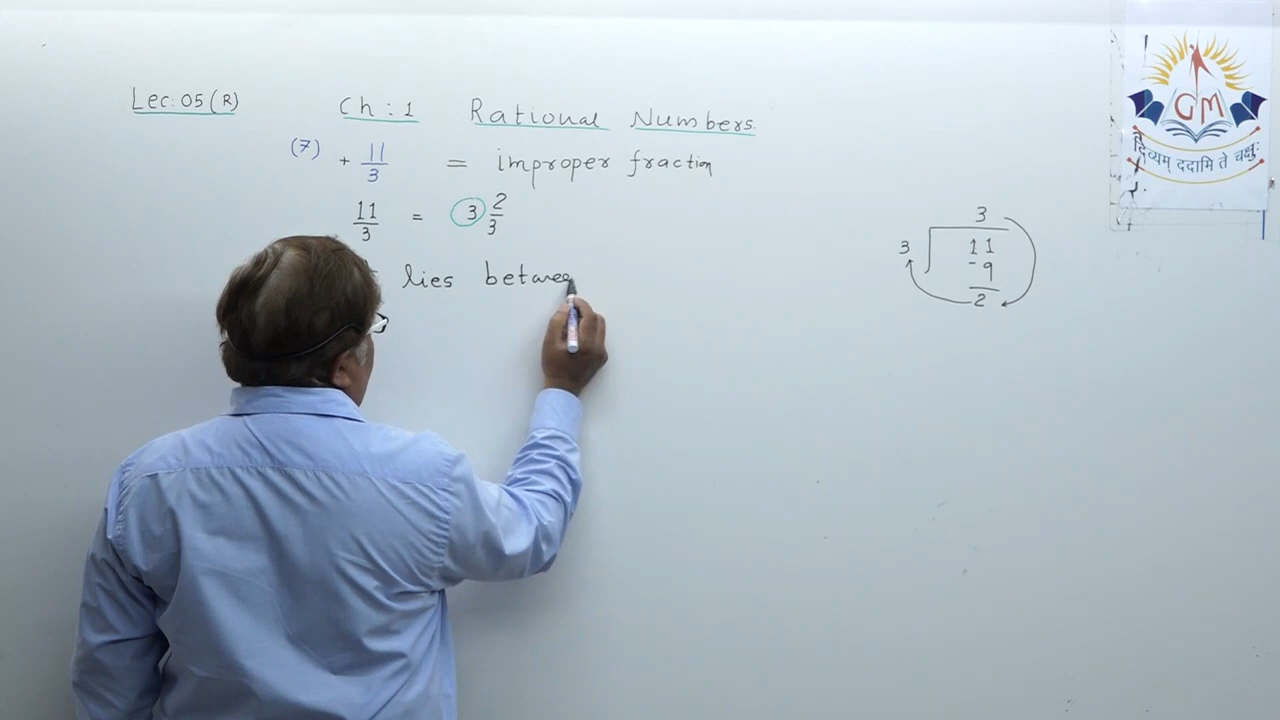 Lec: 05 (R)
Ch : 1 Rational Numbers.
(7) + 11/3 = improper fraction
11/3 = 3 2/3
lies betwee
3
3 11
- 9
2
GM
दिव्यम् ददामि ते चक्षुः